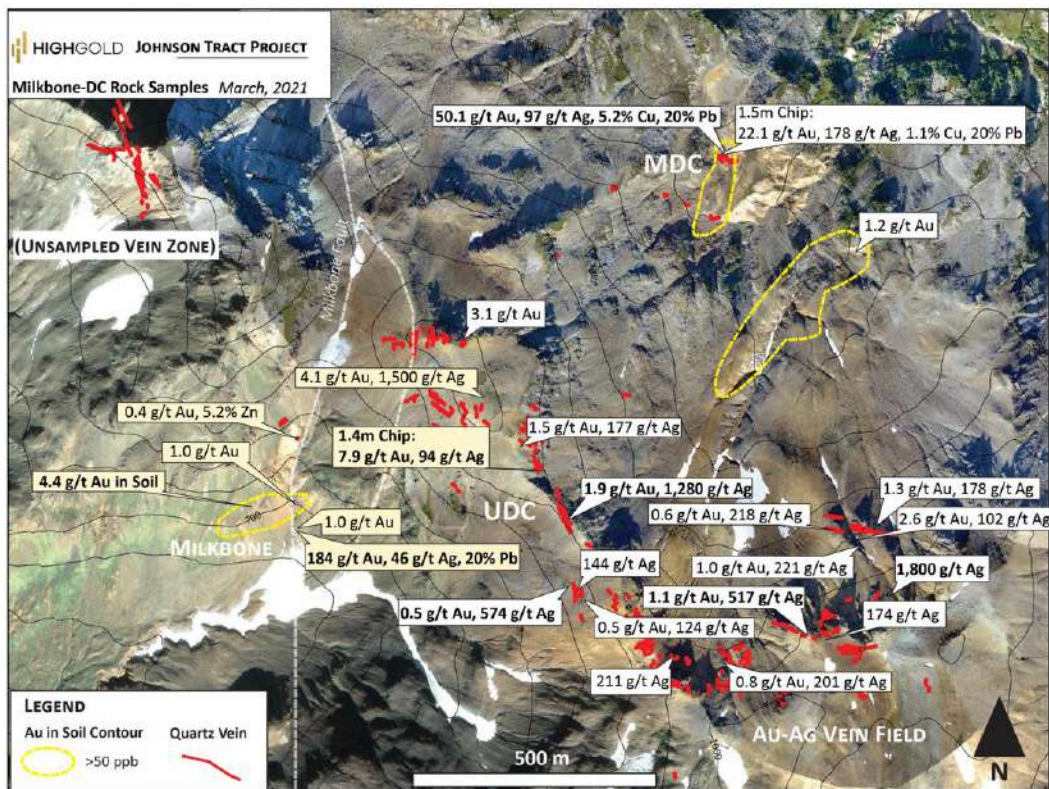 HIGHGOLD
JOHNSON TRACT PROJECT
Milkbone-DC Rock Samples March, 2021
50.1 g/t Au, 97 g/t Ag, 5.2% Cu, 20% Pb
1.5m Chip:
22.1 g/t Au, 178 g/t Ag, 1.1% Cu, 20% Pb
MDC
1.2 g/t Au
(UNSAMPLED VEIN ZONE)
Milkbone Fault
3.1 g/t Au
4.1 g/t Au, 1,500 g/t Ag
0.4 g/t Au, 5.2% Zn
1.5 g/t Au, 177 g/t Ag
1.4m Chip:
7.9 g/t Au, 94 g/t Ag
1.0 g/t Au
4.4 g/t Au in Soil
1.9 g/t Au, 1,280 g/t Ag
1.3 g/t Au, 178 g/t Ag
UDC
0.6 g/t Au, 218 g/t Ag
2.6 g/t Au, 102 g/t Ag
700
1.0 g/t Au
MILKBONE
184 g/t Au, 46 g/t Ag, 20% Pb
144 g/t Ag
1.0 g/t Au, 221 g/t Ag
1,800 g/t Ag
1.1 g/t Au, 517 g/t Ag
0.5 g/t Au, 574 g/t Ag
174 g/t Ag
0.5 g/t Au, 124 g/t Ag
211 g/t Ag
0.8 g/t Au, 201 g/t Ag
AU-AG VEIN FIELD
LEGEND
Au in Soil Contour
Quartz Vein
>50 ppb
500 m
N